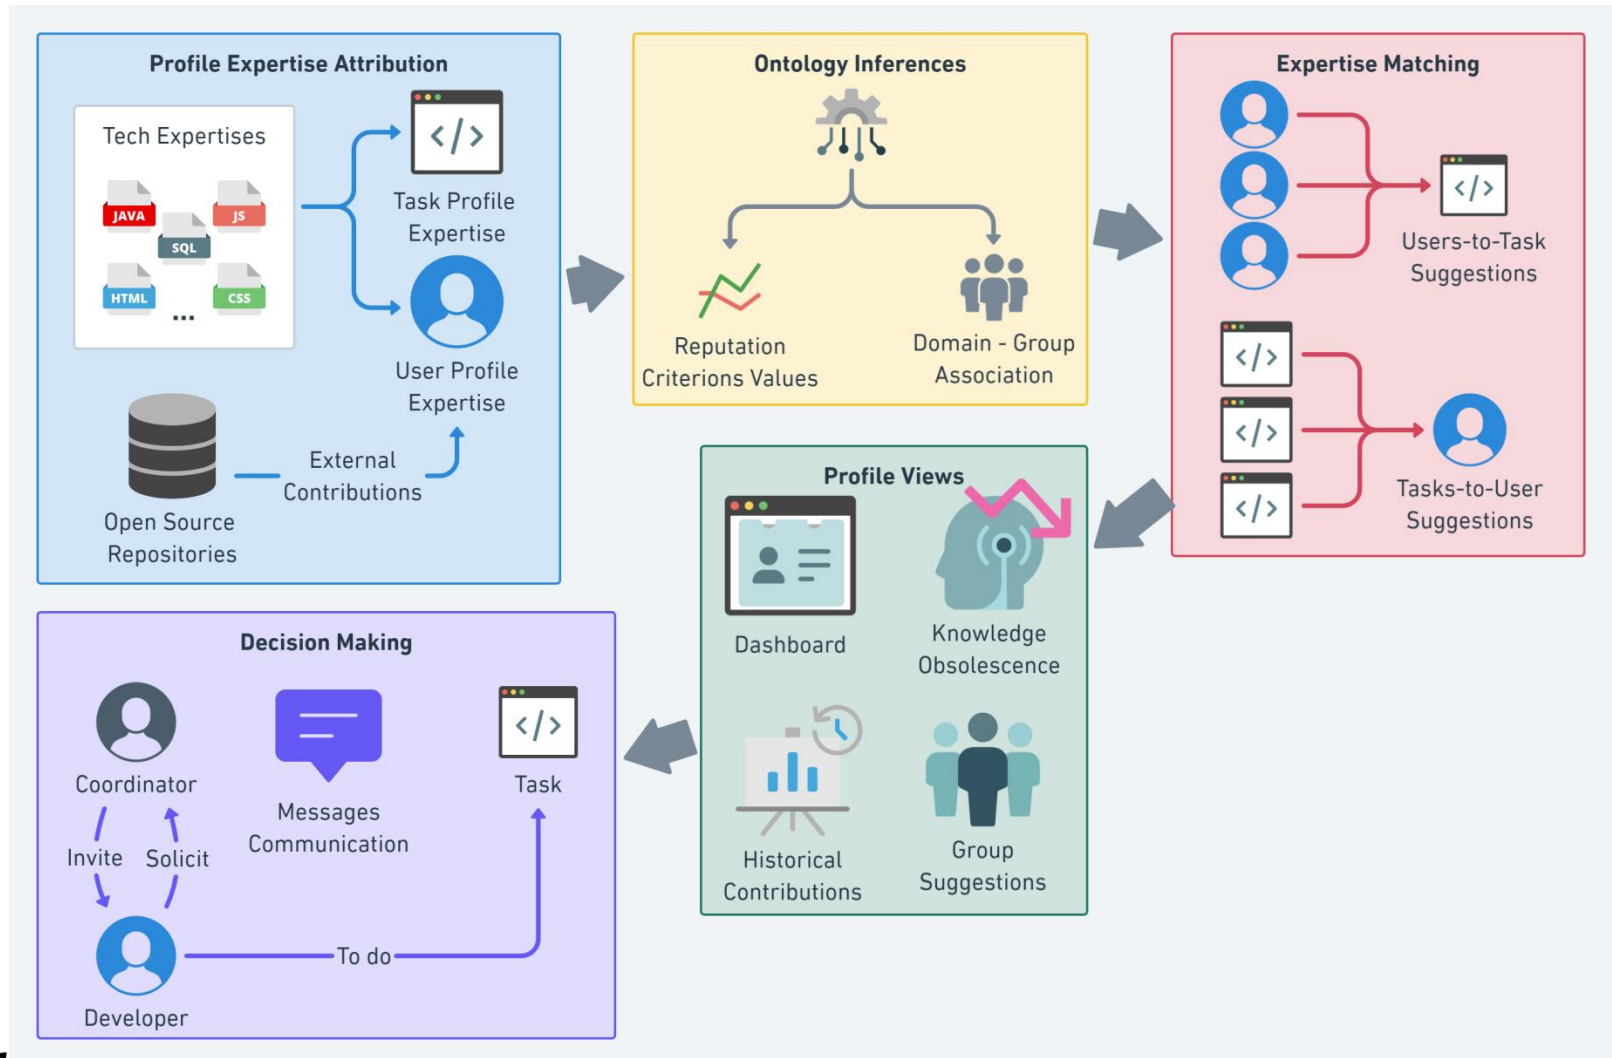 Profile Expertise Attribution
Tech Expertises
JAVA
JS
SQL
HTML
CSS
...
</>
Task Profile
Expertise
User Profile
Expertise
External
Contributions
Open Source
Repositories
Ontology Inferences
Reputation
Criterions Values
Domain - Group
Association
Expertise Matching
</>
Users-to-Task
Suggestions
</>
</>
</>
Tasks-to-User
Suggestions
Profile Views
Dashboard
Knowledge
Obsolescence
Historical
Contributions
Group
Suggestions
Decision Making
Coordinator
Messages
Communication
</>
Task
Invite
Solicit
To do
Developer